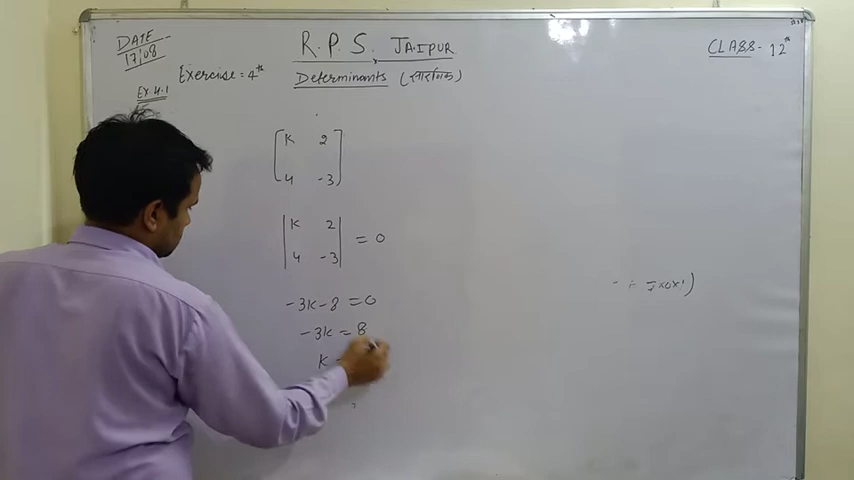 DATE
17/08
R.P.S. JAIPUR
CLASS- 12th
Exercise = 4th
Determinants (सारणिक)
EX. 4.1
K 2
4 -3
K 2
4 -3 = 0
-3K-8 = 0
-3K = 8
K